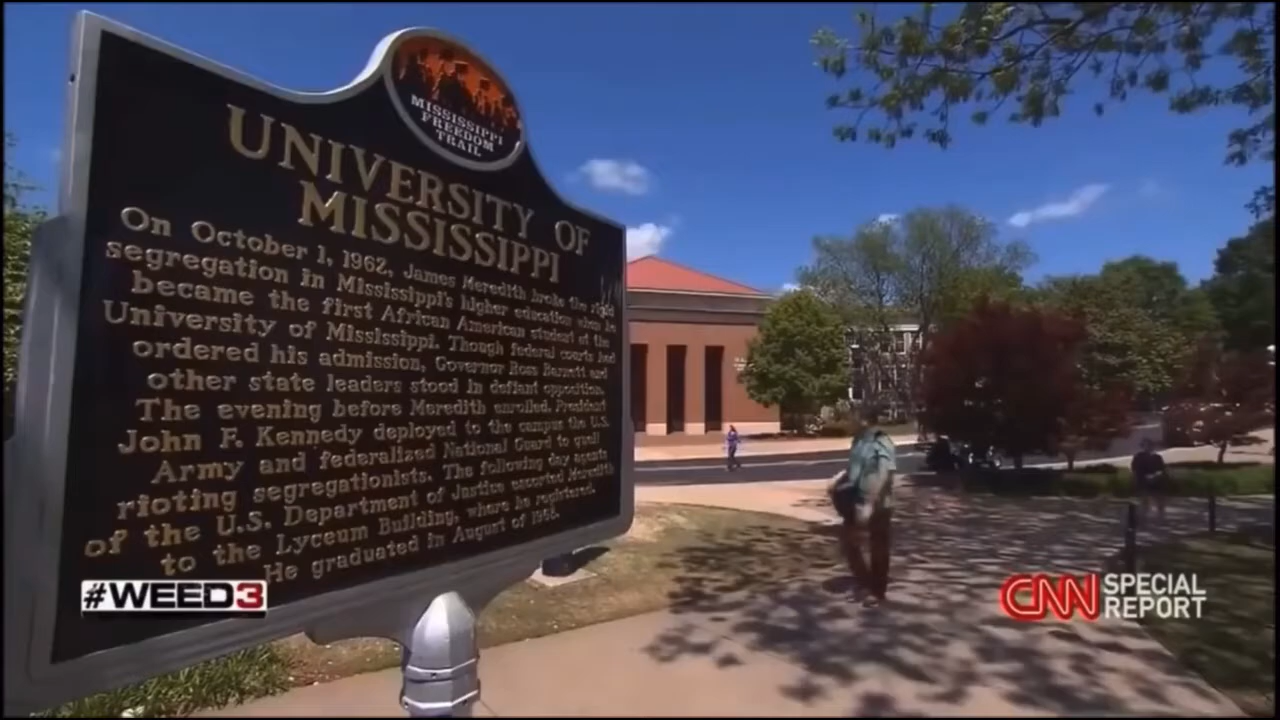 MISSISSIPPI
FREEDOM
TRAIL
UNIVERSITY OF
MISSISSIPPI
On October 1, 1962, James Meredith broke the rigid
segregation in Mississippi's higher education when he
became the first African American student at the
University of Mississippi. Though federal courts had
ordered his admission, Governor Ross Barnett and
other state leaders stood in defiant opposition.
The evening before Meredith enrolled, President
John F. Kennedy deployed to the campus the U.S.
Army and federalized National Guard to quell
rioting segregationists. The following day agents
of the U.S. Department of Justice escorted Meredith
to the Lyceum Building, where he registered.
He graduated in August of
#WEED3
CNN SPECIAL
REPORT